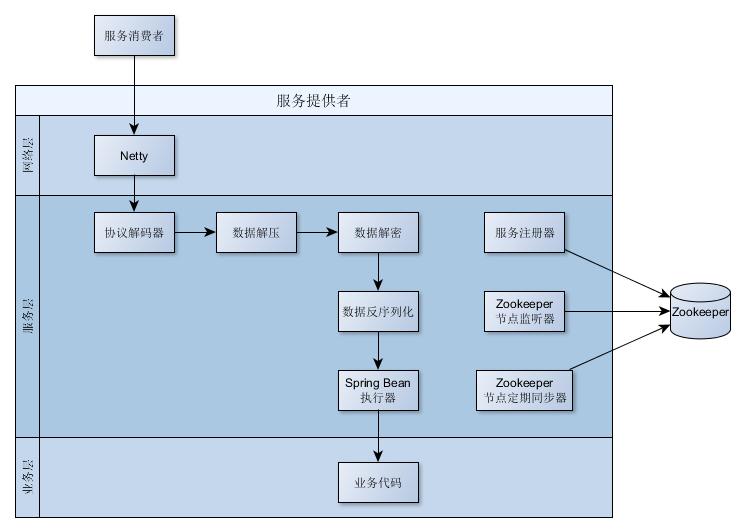 服务消费者
服务提供者
网络层
Netty
服务层
协议解码器
数据解压
数据解密
服务注册器
数据反序列化
Zookeeper
节点监听器
Zookeeper
Spring Bean
执行器
Zookeeper
节点定期同步器
业务层
业务代码